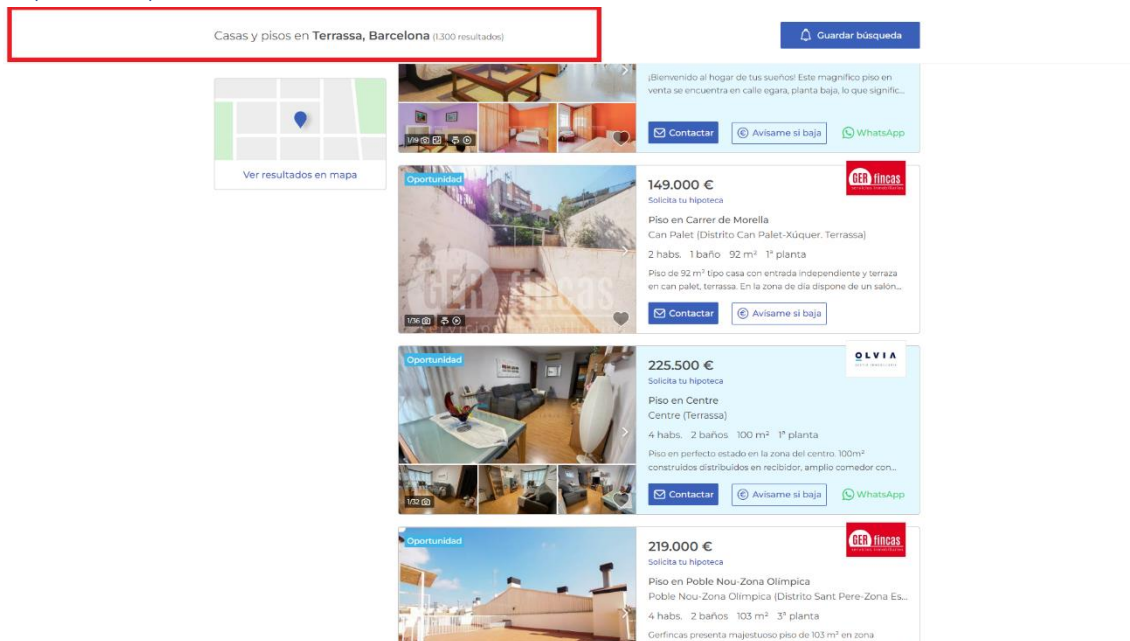 Casas y pisos en Terrassa, Barcelona (1.300 resultados)
Guardar búsqueda
Ver resultados en mapa
¡Bienvenido al hogar de tus sueños! Este magnífico piso en
venta se encuentra en calle egara, planta baja, lo que signific...
1/19
Contactar
Avísame si baja
WhatsApp
Oportunidad
GER fincas
servicios inmobiliarios
1/36
149.000 €
GER fincas
Solicita tu hipoteca
Piso en Carrer de Morella
Can Palet (Distrito Can Palet-Xúquer. Terrassa)
2 habs. 1 baño 92 m² 1ª planta
Piso de 92 m² tipo casa con entrada independiente y terraza
en can palet, terrassa. En la zona de día dispone de un salón...
Contactar
Avísame si baja
Oportunidad
1/32
225.500 €
OLVIA
Solicita tu hipoteca
Piso en Centre
Centre (Terrassa)
4 habs. 2 baños 100 m² 1ª planta
Piso en perfecto estado en la zona del centro. 100m²
construidos distribuidos en recibidor, amplio comedor con...
Contactar
Avísame si baja
WhatsApp
Oportunidad
219.000 €
GER fincas
Solicita tu hipoteca
Piso en Poble Nou-Zona Olímpica
Poble Nou-Zona Olímpica (Distrito Sant Pere-Zona Es...
4 habs. 2 baños 103 m² 3ª planta
Gerfincas presenta majestuoso piso de 103 m² en zona